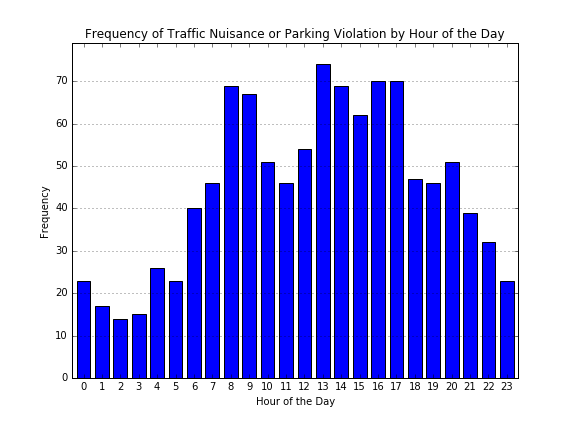 Frequency of Traffic Nuisance or Parking Violation by Hour of the Day
70
60
50
40
30
20
10
0
Frequency
0 1 2 3 4 5 6 7 8 9 10 11 12 13 14 15 16 17 18 19 20 21 22 23
Hour of the Day